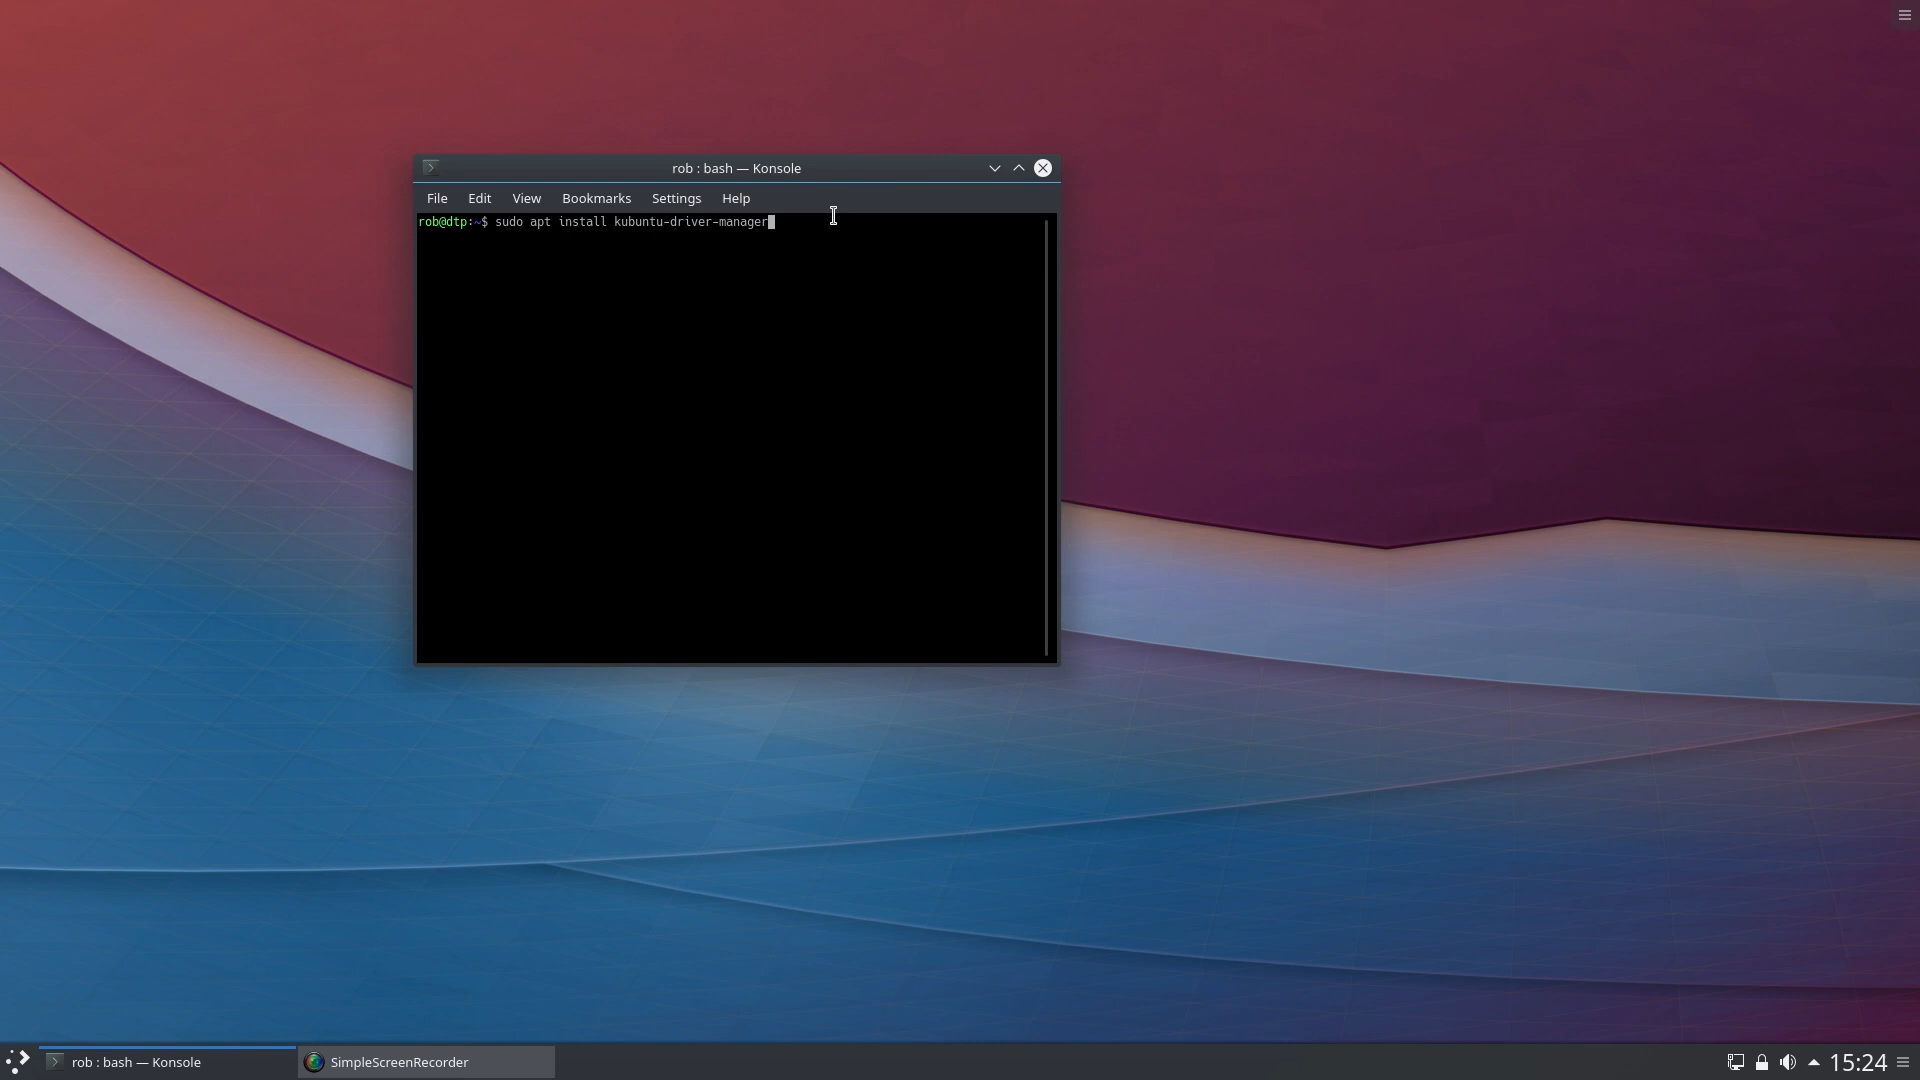 rob : bash — Konsole
File Edit View Bookmarks Settings Help
rob@dtp:~$ sudo apt install kubuntu-driver-manager
rob : bash — Konsole
SimpleScreenRecorder
15:24